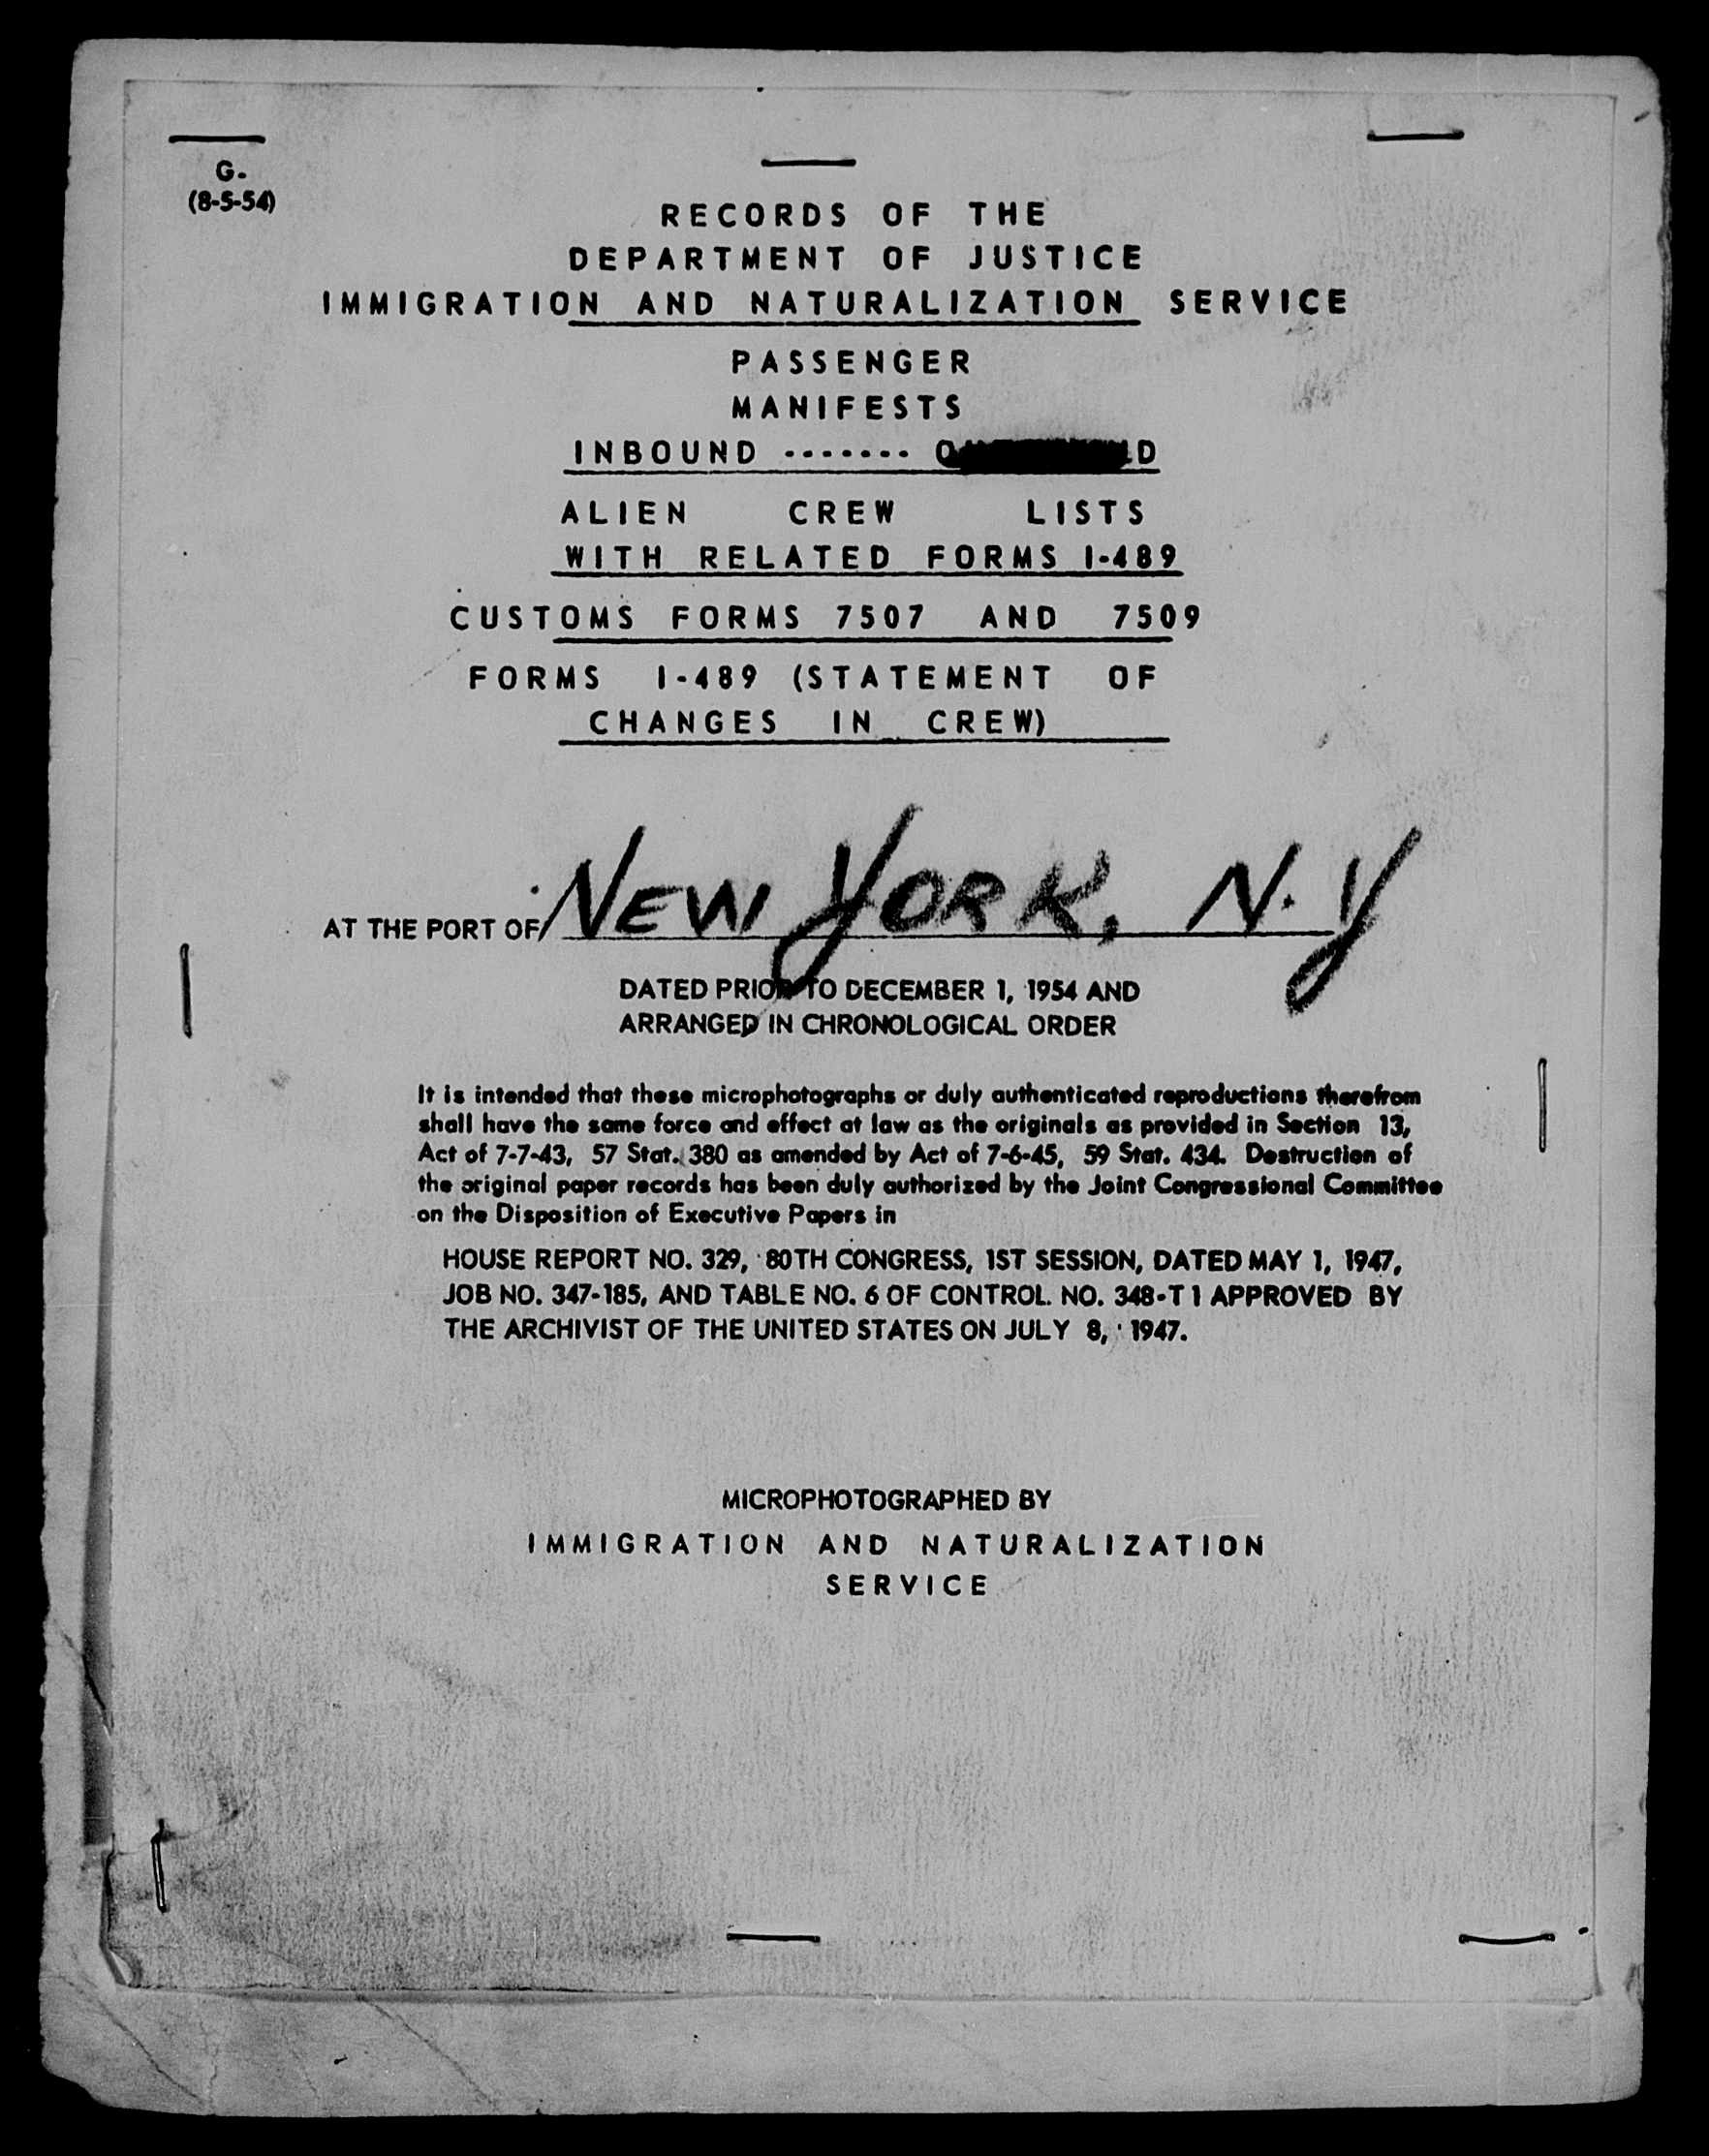 G.
(8-5-54)
RECORDS OF THE
DEPARTMENT OF JUSTICE
IMMIGRATION AND NATURALIZATION SERVICE
PASSENGER
MANIFESTS
INBOUND -------
ALIEN CREW LISTS
WITH RELATED FORMS I-489
CUSTOMS FORMS 7507 AND 7509
FORMS I-489 (STATEMENT OF
CHANGES IN CREW)
AT THE PORT OF NEW YORK, N.Y
DATED PRIOR TO DECEMBER 1, 1954 AND
ARRANGED IN CHRONOLOGICAL ORDER
It is intended that these microphotographs or duly authenticated reproductions therefrom
shall have the same force and effect at law as the originals as provided in Section 13,
Act of 7-7-43, 57 Stat. 380 as amended by Act of 7-6-45, 59 Stat. 434. Destruction of
the original paper records has been duly authorized by the Joint Congressional Committee
on the Disposition of Executive Papers in
HOUSE REPORT NO. 329, 80TH CONGRESS, 1ST SESSION, DATED MAY 1, 1947,
JOB NO. 347-185, AND TABLE NO. 6 OF CONTROL NO. 348-T1 APPROVED BY
THE ARCHIVIST OF THE UNITED STATES ON JULY 8, 1947.
MICROPHOTOGRAPHED BY
IMMIGRATION AND NATURALIZATION
SERVICE